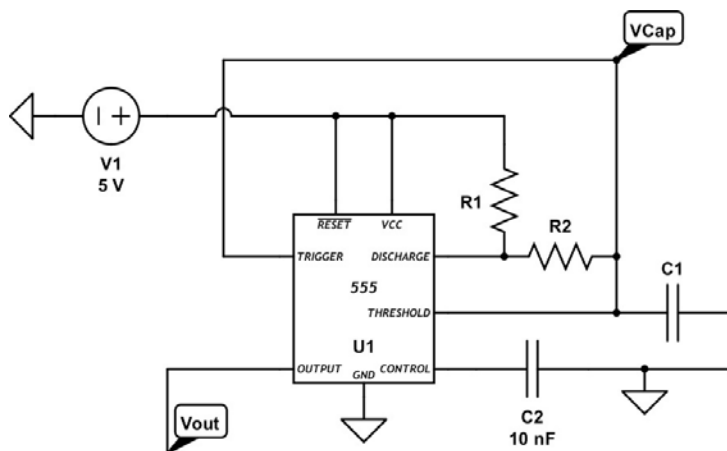 VCap
V1
5 V
R1
R2
C1
RESET
VCC
TRIGGER
DISCHARGE
555
THRESHOLD
U1
OUTPUT
GND
CONTROL
C2
10 nF
Vout